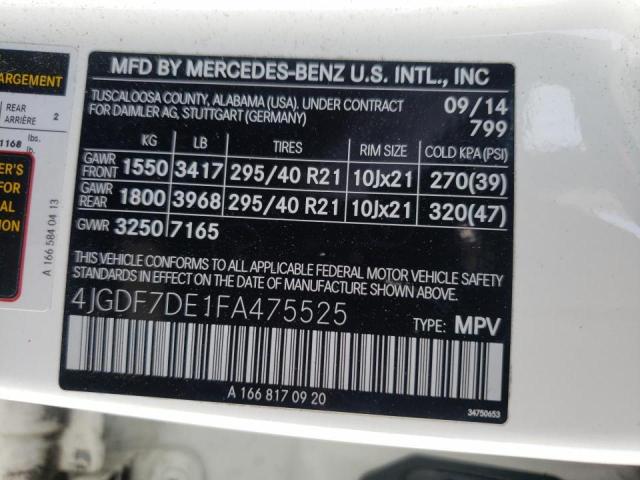 ARGEMENT
REAR 2
ARRIÈRE
1168 lbs.
kg.
ER'S
FOR
AL
ION
A 166 584 04 13
MFD BY MERCEDES-BENZ U.S. INTL., INC
TUSCALOOSA COUNTY, ALABAMA (USA). UNDER CONTRACT
FOR DAIMLER AG, STUTTGART (GERMANY)
09/14
799
KG LB TIRES RIM SIZE COLD KPA(PSI)
GAWR FRONT 1550 3417 295/40 R21 10Jx21 270(39)
GAWR REAR 1800 3968 295/40 R21 10Jx21 320(47)
GVWR 3250 7165
THIS VEHICLE CONFORMS TO ALL APPLICABLE FEDERAL MOTOR VEHICLE SAFETY
STANDARDS IN EFFECT ON THE DATE OF MANUFACTURE SHOWN ABOVE.
4JGDF7DE1FA475525
TYPE: MPV
A 166 817 09 20
34750653